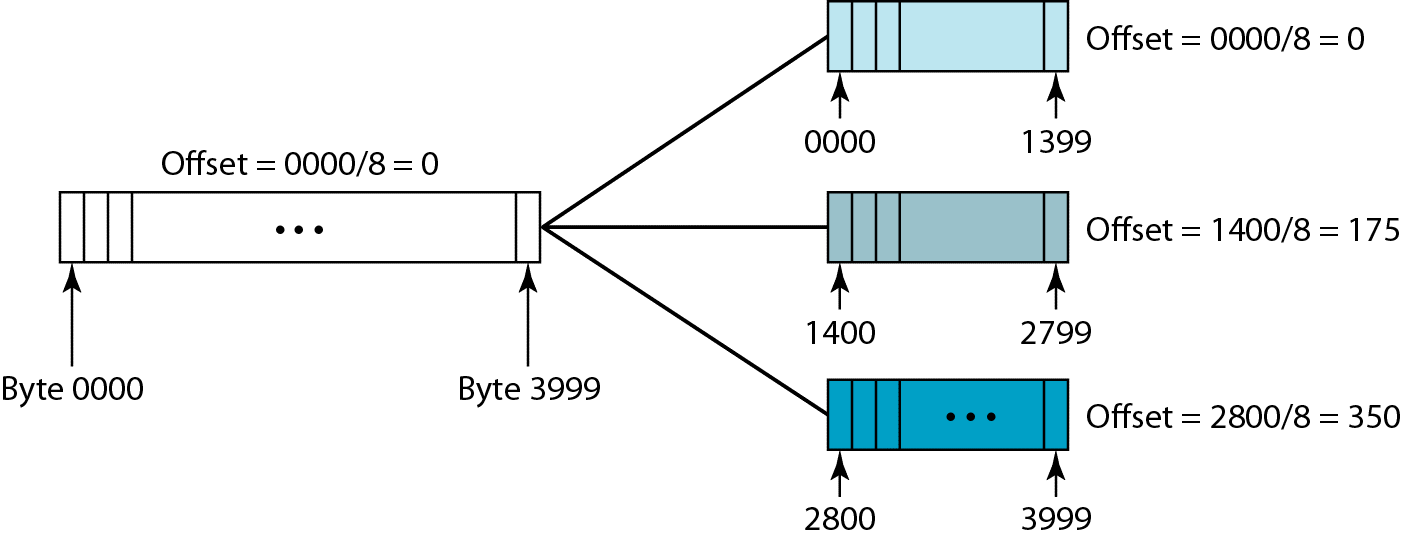 Offset = 0000/8 = 0
0000
1399
Offset = 0000/8 = 0
• • •
Byte 0000
Byte 3999
Offset = 1400/8 = 175
1400
2799
• • •
Offset = 2800/8 = 350
2800
3999